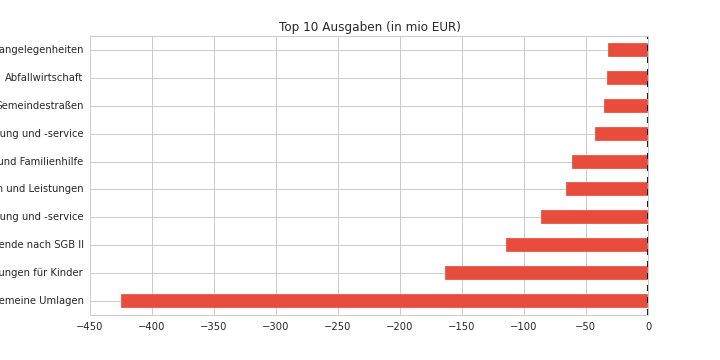 Top 10 Ausgaben (in mio EUR)
angelegenheiten
Abfallwirtschaft
Gemeindestraßen
ung und -service
und Familienhilfe
n und Leistungen
ung und -service
ende nach SGB II
ungen für Kinder
emeine Umlagen
−450 −400 −350 −300 −250 −200 −150 −100 −50 0